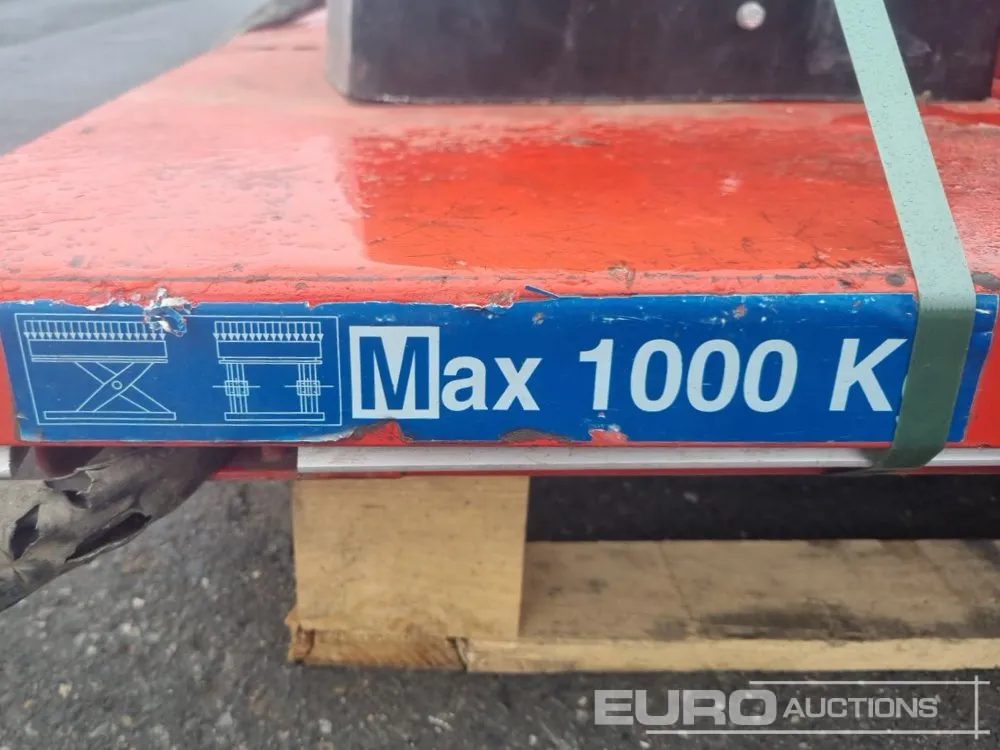 Max 1000 K
EURO AUCTIONS